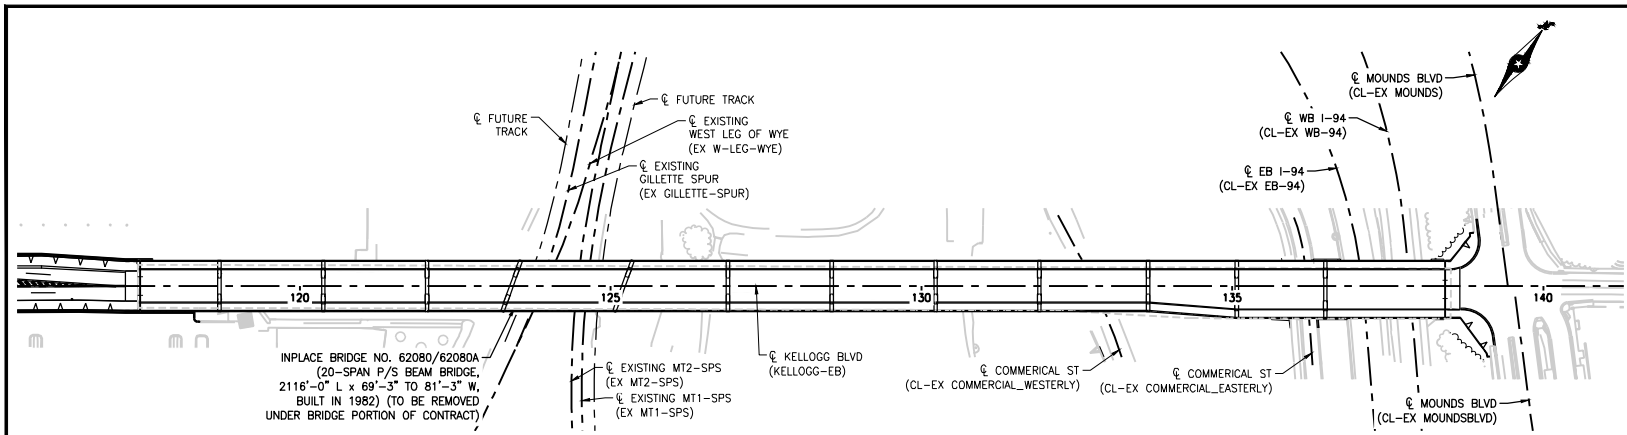 ℄ MOUNDS BLVD
(CL-EX MOUNDS)
℄ FUTURE TRACK
℄ FUTURE
TRACK
℄ EXISTING
WEST LEG OF WYE
(EX W-LEG-WYE)
℄ WB I-94
(CL-EX WB-94)
℄ EXISTING
GILLETTE SPUR
(EX GILLETTE-SPUR)
℄ EB I-94
(CL-EX EB-94)
120
125
130
135
140
INPLACE BRIDGE NO. 62080/62080A
(20-SPAN P/S BEAM BRIDGE,
2116'-0" L x 69'-3" TO 81'-3" W,
BUILT IN 1982) (TO BE REMOVED
UNDER BRIDGE PORTION OF CONTRACT)
℄ EXISTING MT2-SPS
(EX MT2-SPS)
℄ EXISTING MT1-SPS
(EX MT1-SPS)
℄ KELLOGG BLVD
(KELLOGG-EB)
℄ COMMERICAL ST
(CL-EX COMMERCIAL_WESTERLY)
℄ COMMERICAL ST
(CL-EX COMMERCIAL_EASTERLY)
℄ MOUNDS BLVD
(CL-EX MOUNDSBLVD)